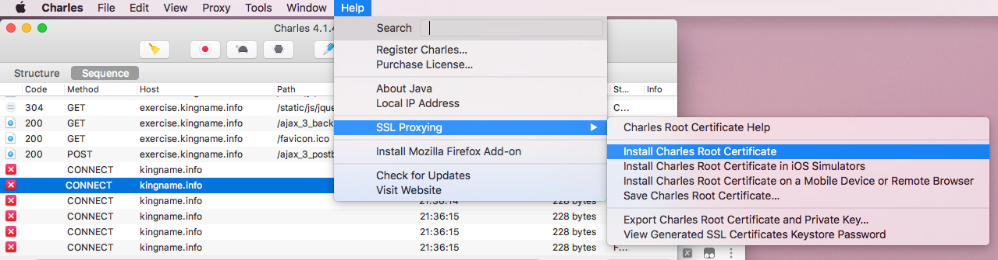 Charles File Edit View Proxy Tools Window Help
Charles 4.1.4
Search
Register Charles...
Purchase License...
About Java
Local IP Address
SSL Proxying
Install Mozilla Firefox Add-on
Check for Updates
Visit Website
Charles Root Certificate Help
Install Charles Root Certificate
Install Charles Root Certificate in iOS Simulators
Install Charles Root Certificate on a Mobile Device or Remote Browser
Save Charles Root Certificate...
Export Charles Root Certificate and Private Key...
View Generated SSL Certificates Keystore Password
Structure Sequence
Code Method Host Path St... Info
304 GET exercise.kingname.info /static/js/jque C...
200 GET exercise.kingname.info /ajax_3_back
200 GET exercise.kingname.info /favicon.ico
200 POST exercise.kingname.info /ajax_3_postb
CONNECT kingname.info
CONNECT kingname.info
CONNECT kingname.info 21:36:14 228 bytes
CONNECT kingname.info 21:36:15 228 bytes
CONNECT kingname.info 21:36:15 228 bytes
CONNECT kingname.info 21:36:15 228 bytes F...